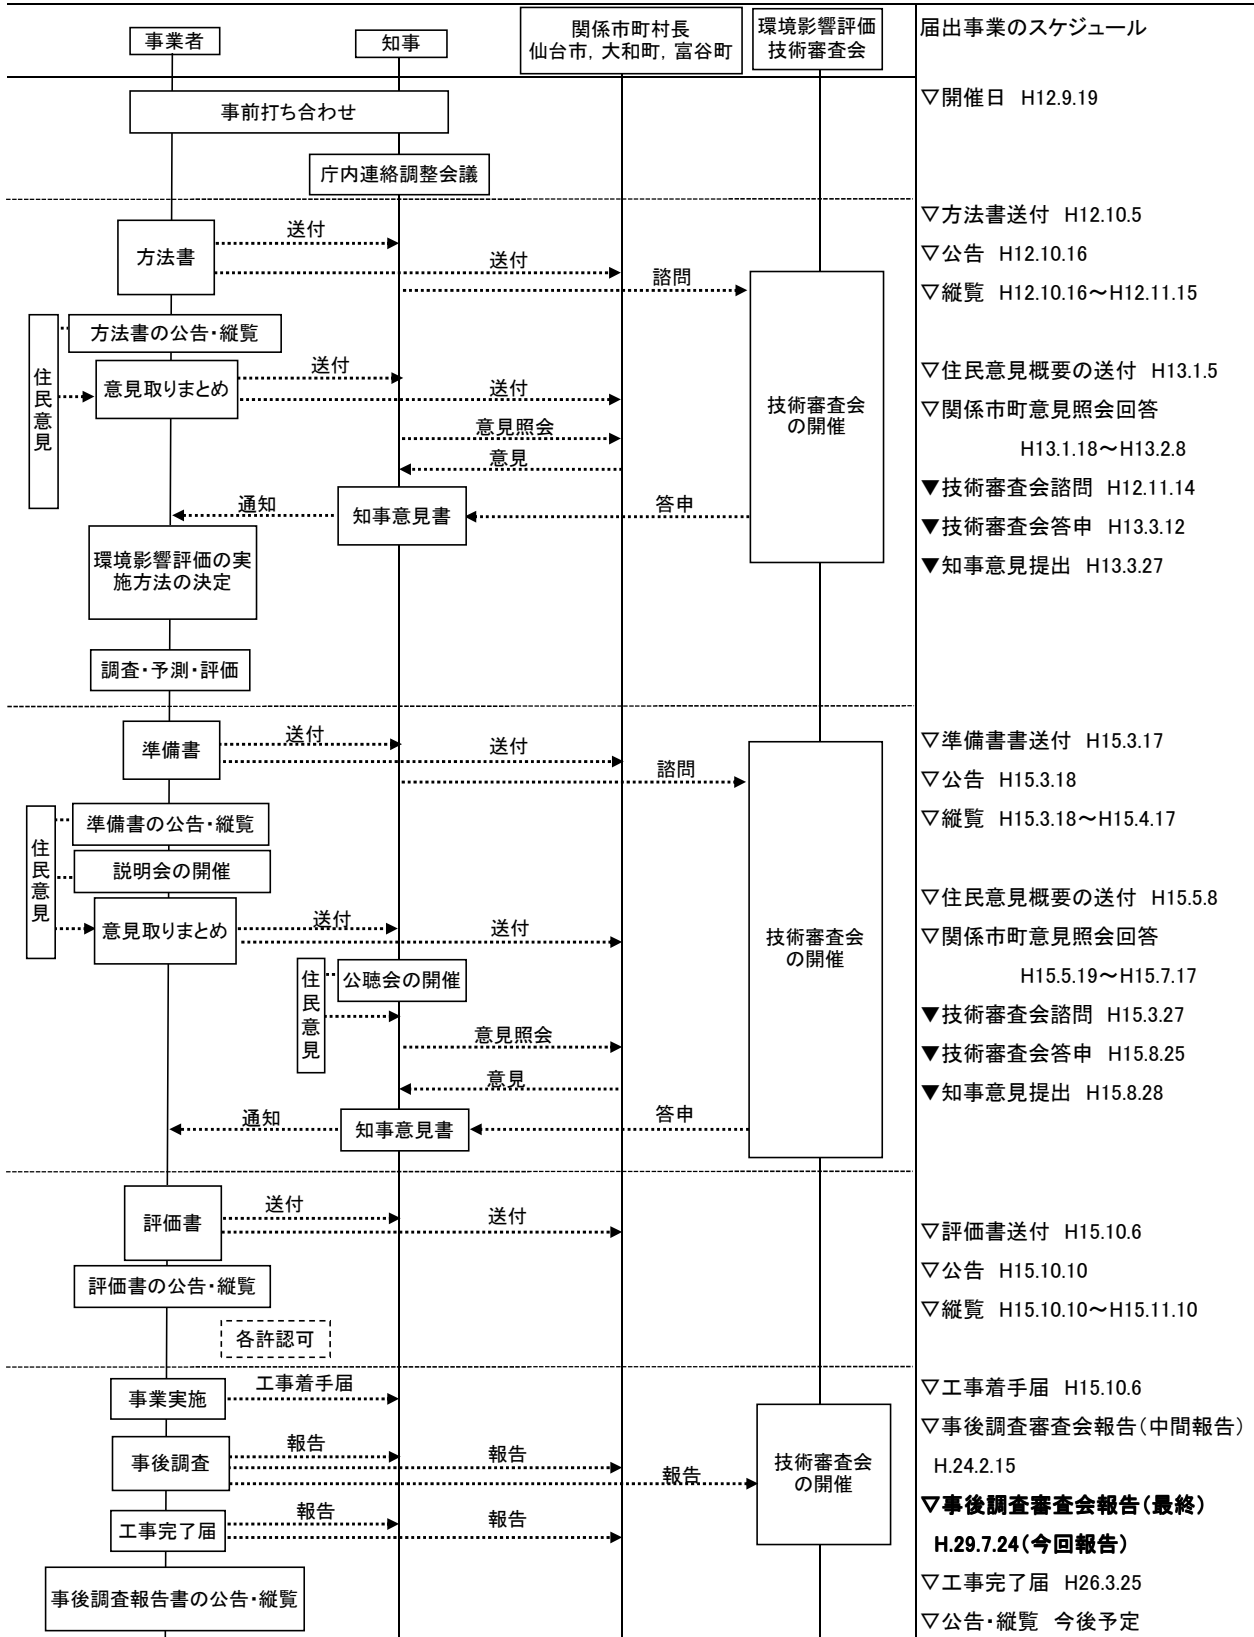 事業者
知事
関係市町村長
仙台市，大和町，富谷町
環境影響評価
技術審査会
届出事業のスケジュール
事前打ち合わせ
▽開催日 H12.9.19
庁内連絡調整会議
方法書
送付
送付
諮問
▽方法書送付 H12.10.5
▽公告 H12.10.16
▽縦覧 H12.10.16～H12.11.15
方法書の公告・縦覧
住民意見
意見取りまとめ
送付
送付
意見照会
意見
技術審査会
の開催
▽住民意見概要の送付 H13.1.5
▽関係市町意見照会回答
H13.1.18～H13.2.8
通知
知事意見書
答申
▼技術審査会諮問 H12.11.14
▼技術審査会答申 H13.3.12
▼知事意見提出 H13.3.27
環境影響評価の実
施方法の決定
調査・予測・評価
準備書
送付
送付
諮問
▽準備書書送付 H15.3.17
▽公告 H15.3.18
▽縦覧 H15.3.18～H15.4.17
準備書の公告・縦覧
説明会の開催
住民意見
意見取りまとめ
送付
送付
技術審査会
の開催
▽住民意見概要の送付 H15.5.8
▽関係市町意見照会回答
H15.5.19～H15.7.17
住民意見
公聴会の開催
意見照会
意見
▼技術審査会諮問 H15.3.27
▼技術審査会答申 H15.8.25
▼知事意見提出 H15.8.28
通知
知事意見書
答申
評価書
送付
送付
▽評価書送付 H15.10.6
▽公告 H15.10.10
▽縦覧 H15.10.10～H15.11.10
評価書の公告・縦覧
各許認可
事業実施
工事着手届
▽工事着手届 H15.10.6
事後調査
報告
報告
報告
技術審査会
の開催
▽事後調査審査会報告（中間報告）
H.24.2.15
▽事後調査審査会報告（最終）
H.29.7.24（今回報告）
工事完了届
報告
報告
▽工事完了届 H26.3.25
事後調査報告書の公告・縦覧
▽公告・縦覧 今後予定